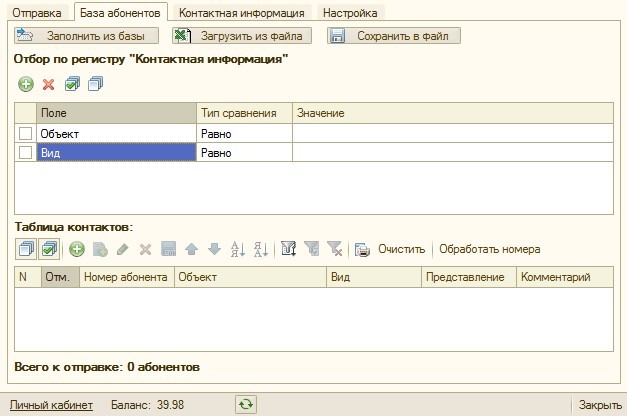 Отправка База абонентов Контактная информация Настройка
Заполнить из базы Загрузить из файла Сохранить в файл
Отбор по регистру "Контактная информация"
Поле Тип сравнения Значение
Объект Равно
Вид Равно
Таблица контактов:
Очистить Обработать номера
N Отм. Номер абонента Объект Вид Представление Комментарий
Всего к отправке: 0 абонентов
Личный кабинет Баланс: 39.98 Закрыть